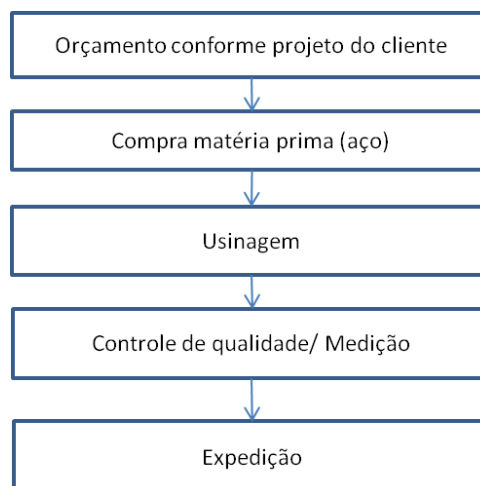 Orçamento conforme projeto do cliente
Compra matéria prima (aço)
Usinagem
Controle de qualidade/ Medição
Expedição